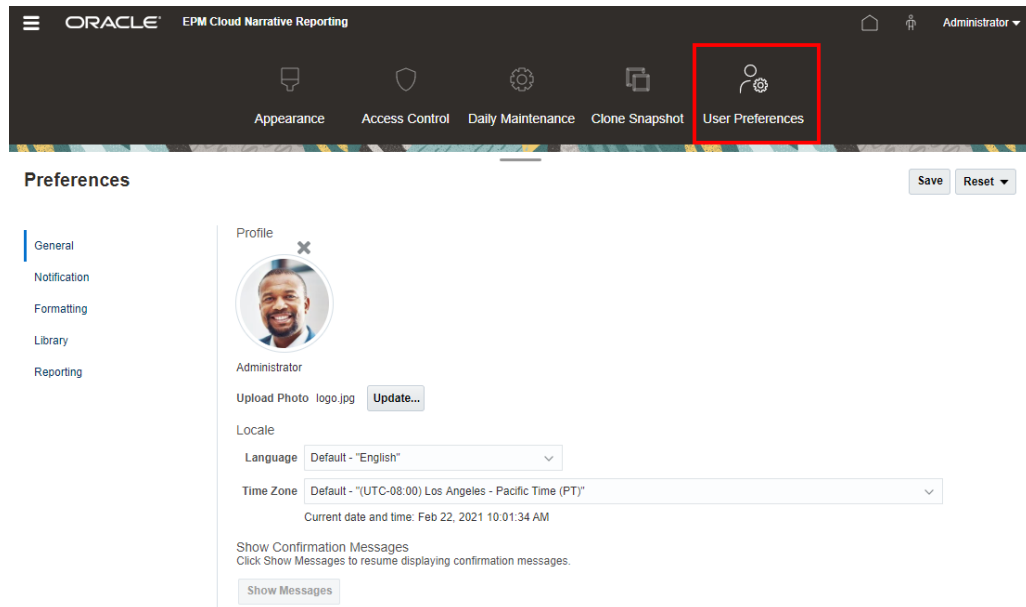 ORACLE® EPM Cloud Narrative Reporting Administrator
Appearance Access Control Daily Maintenance Clone Snapshot User Preferences
Preferences Save Reset
General
Notification
Formatting
Library
Reporting
Profile
Administrator
Upload Photo logo.jpg Update...
Locale
Language Default - "English"
Time Zone Default - "(UTC-08:00) Los Angeles - Pacific Time (PT)"
Current date and time: Feb 22, 2021 10:01:34 AM
Show Confirmation Messages
Click Show Messages to resume displaying confirmation messages.
Show Messages